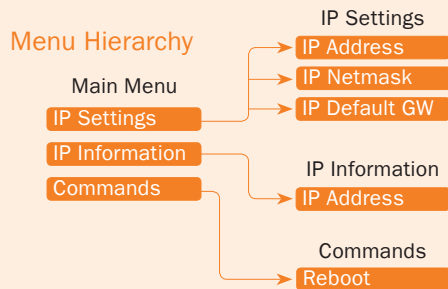 Menu Hierarchy
Main Menu
IP Settings
IP Information
Commands
IP Settings
IP Address
IP Netmask
IP Default GW
IP Information
IP Address
Commands
Reboot